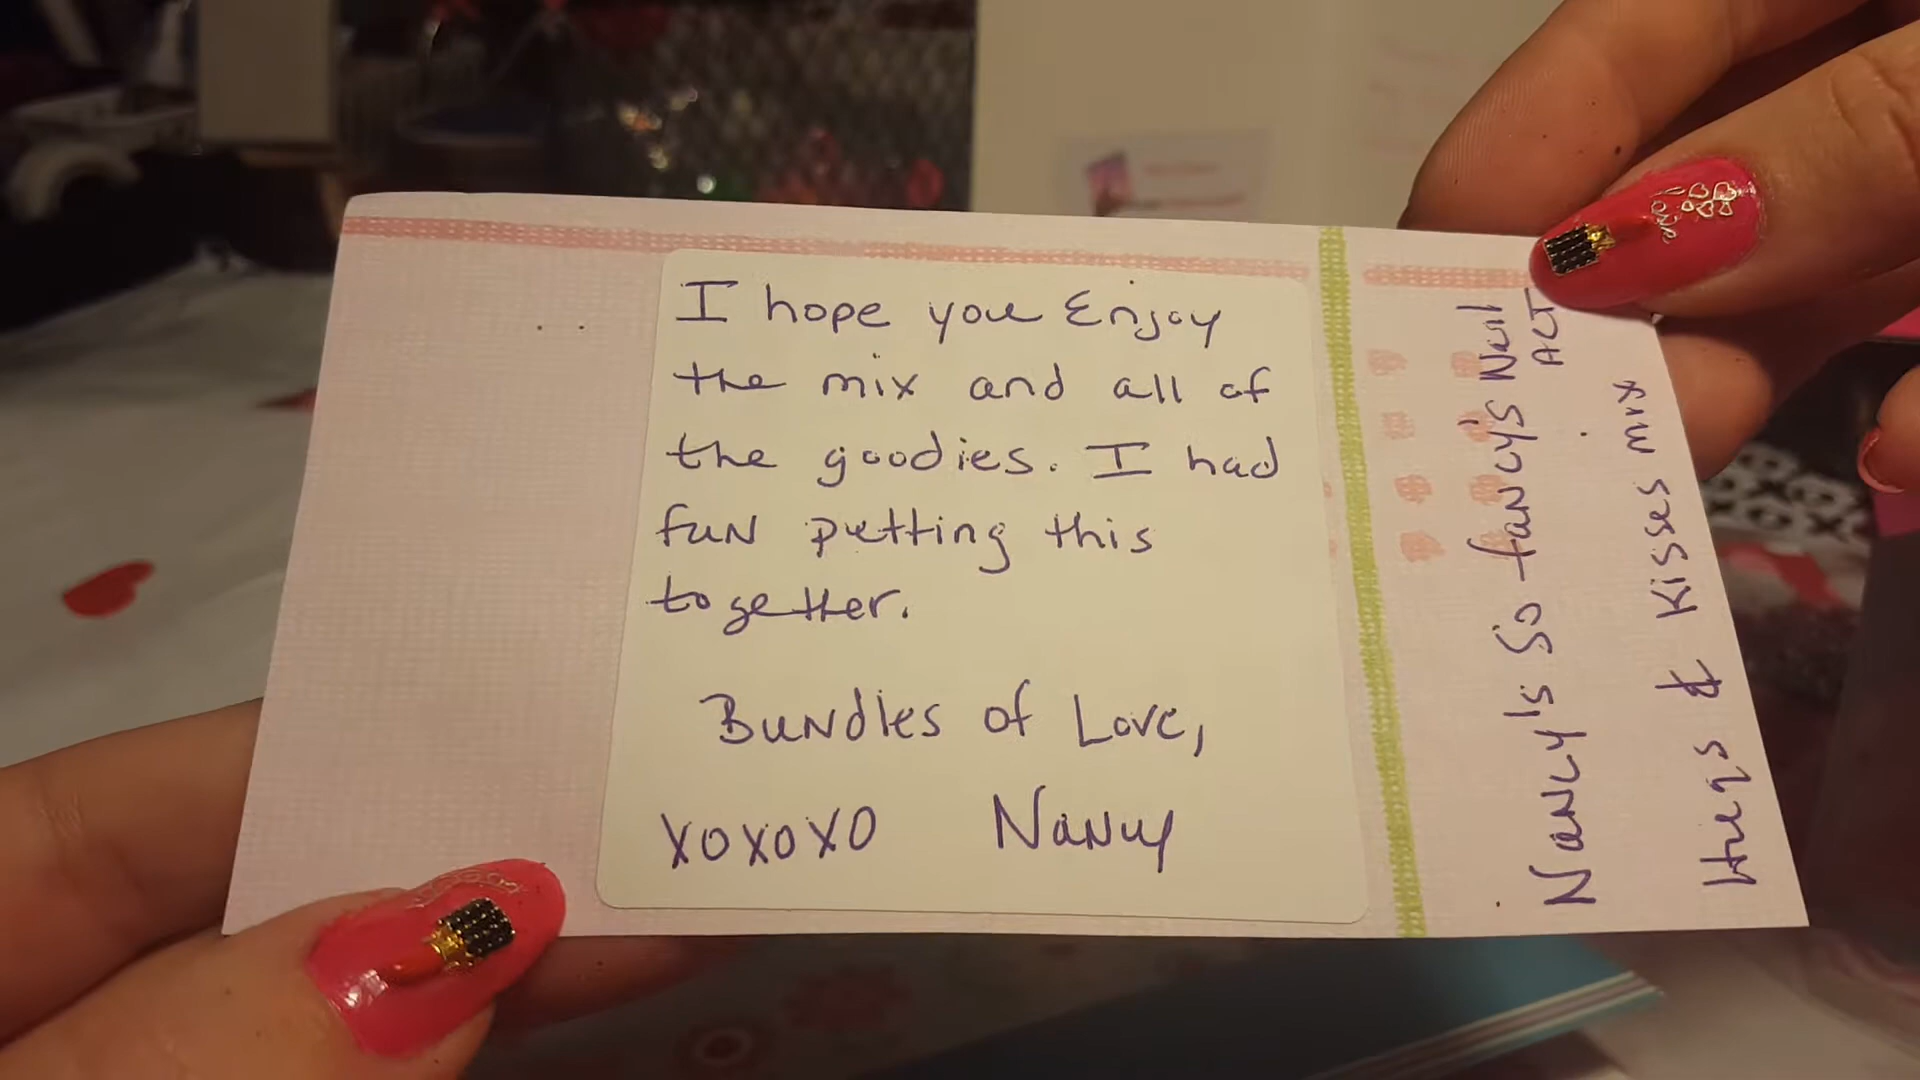 I hope you Enjoy
the mix and all of
the goodies. I had
fun putting this
together.
Bundles of Love,
XOXOXO Nancy
Nancy's So fancy's Nail
Art
Hugs & Kisses mix